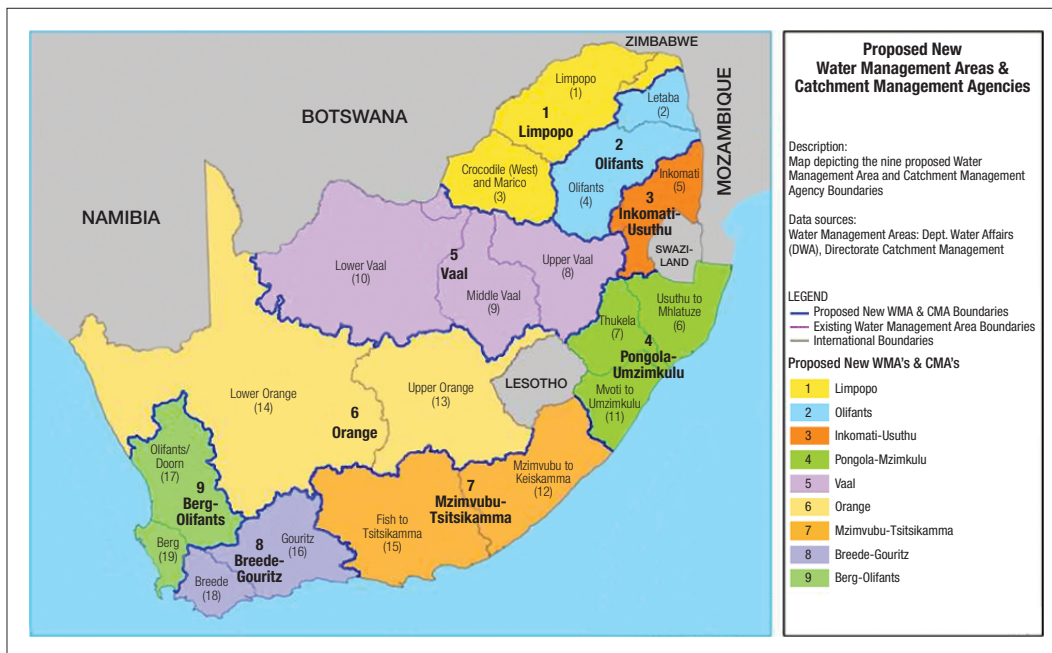 ZIMBABWE
BOTSWANA
NAMIBIA
MOZAMBIQUE
Limpopo
(1)
1
Limpopo
Letaba
(2)
2
Olifants
Crocodile (West)
and Marico
(3)
Olifants
(4)
Inkomati
(5)
3
Inkomati-
Usuthu
SWAZI-
LAND
Lower Vaal
(10)
5
Vaal
Upper Vaal
(8)
Middle Vaal
(9)
Usuthu to
Mhlatuze
(6)
Thukela
(7)
4
Pongola-
Umzimkulu
LESOTHO
Mvoti to
Umzimkulu
(11)
Lower Orange
(14)
Upper Orange
(13)
6
Orange
Olifants/
Doorn
(17)
9
Berg-
Olifants
Mzimvubu to
Keiskamma
(12)
7
Mzimvubu-
Tsitsikamma
Fish to
Tsitsikamma
(15)
Berg
(19)
8
Breede-
Gouritz
Gouritz
(16)
Breede
(18)
Proposed New
Water Management Areas &
Catchment Management Agencies
Description:
Map depicting the nine proposed Water
Management Area and Catchment Management
Agency Boundaries
Data sources:
Water Management Areas: Dept. Water Affairs
(DWA), Directorate Catchment Management
LEGEND
Proposed New WMA & CMA Boundaries
Existing Water Management Area Boundaries
International Boundaries
Proposed New WMA's & CMA's
1 Limpopo
2 Olifants
3 Inkomati-Usuthu
4 Pongola-Mzimkulu
5 Vaal
6 Orange
7 Mzimvubu-Tsitsikamma
8 Breede-Gouritz
9 Berg-Olifants